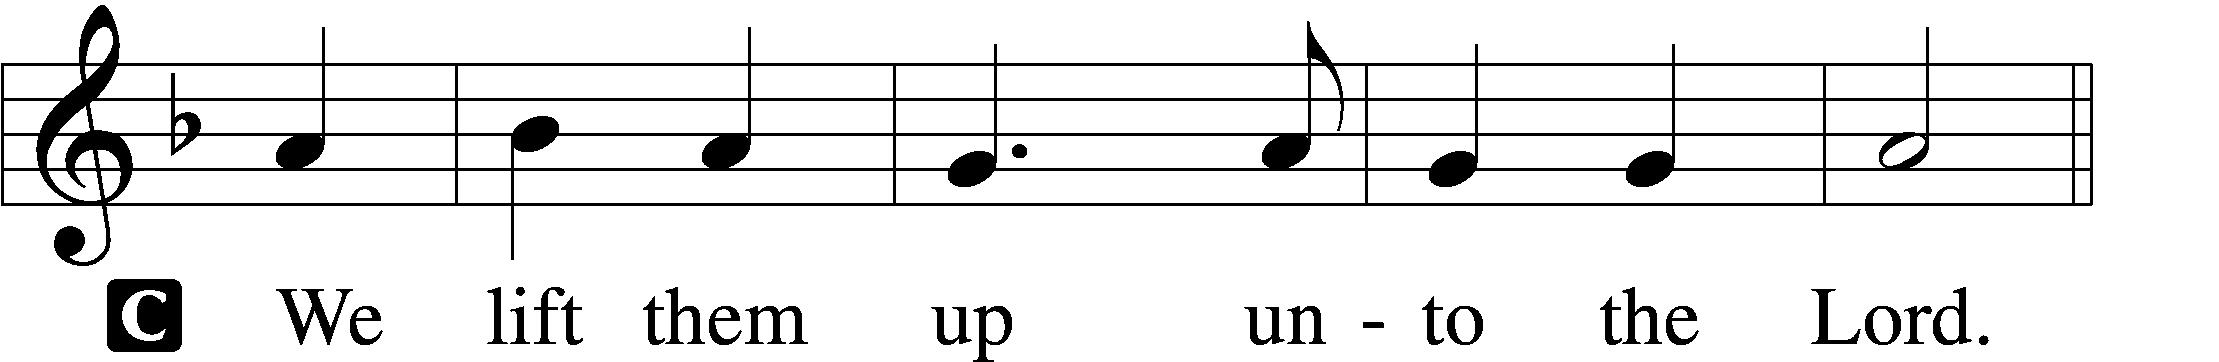 C We lift them up un - to the Lord.